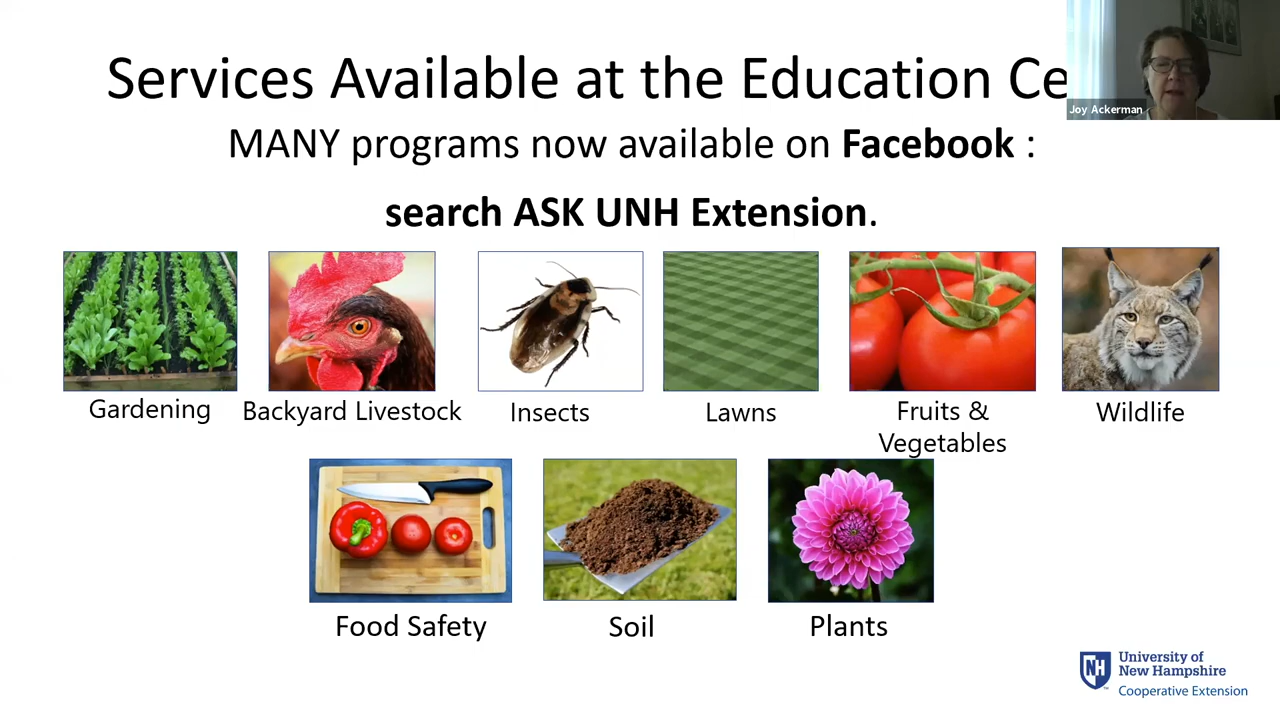 Services Available at the Education Ce
Joy Ackerman
MANY programs now available on Facebook :
search ASK UNH Extension.
Gardening
Backyard Livestock
Insects
Lawns
Fruits &
Vegetables
Wildlife
Food Safety
Soil
Plants
NH
University of
New Hampshire
Cooperative Extension